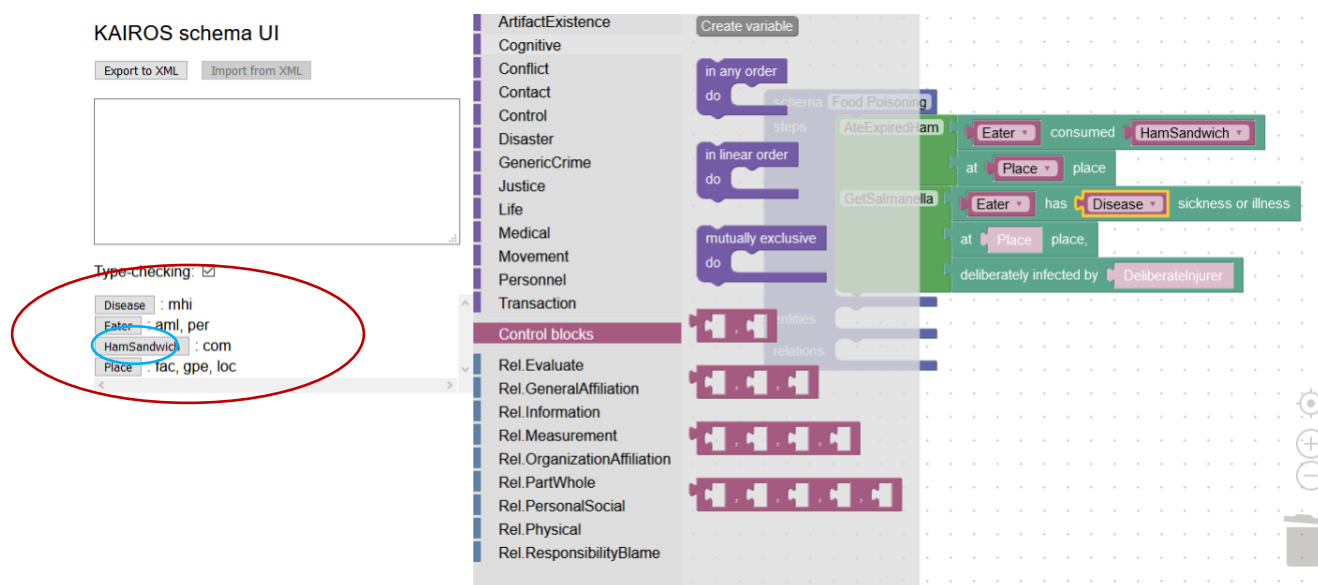 KAIROS schema UI
Export to XML
Import from XML
Type-checking:
Disease : mhi
Eater : aml, per
HamSandwich : com
Place : fac, gpe, loc
ArtifactExistence
Cognitive
Conflict
Contact
Control
Disaster
GenericCrime
Justice
Life
Medical
Movement
Personnel
Transaction
Control blocks
Rel.Evaluate
Rel.GeneralAffiliation
Rel.Information
Rel.Measurement
Rel.OrganizationAffiliation
Rel.PartWhole
Rel.PersonalSocial
Rel.Physical
Rel.ResponsibilityBlame
Create variable
in any order
do
in linear order
do
mutually exclusive
do
,
, ,
, , ,
, , , ,
schema Food Poisoning
steps AteExpiredHam Eater consumed HamSandwich
at Place place
GetSalmanella Eater has Disease sickness or illness
at Place place,
deliberately infected by DeliberateInjurer
entities
relations